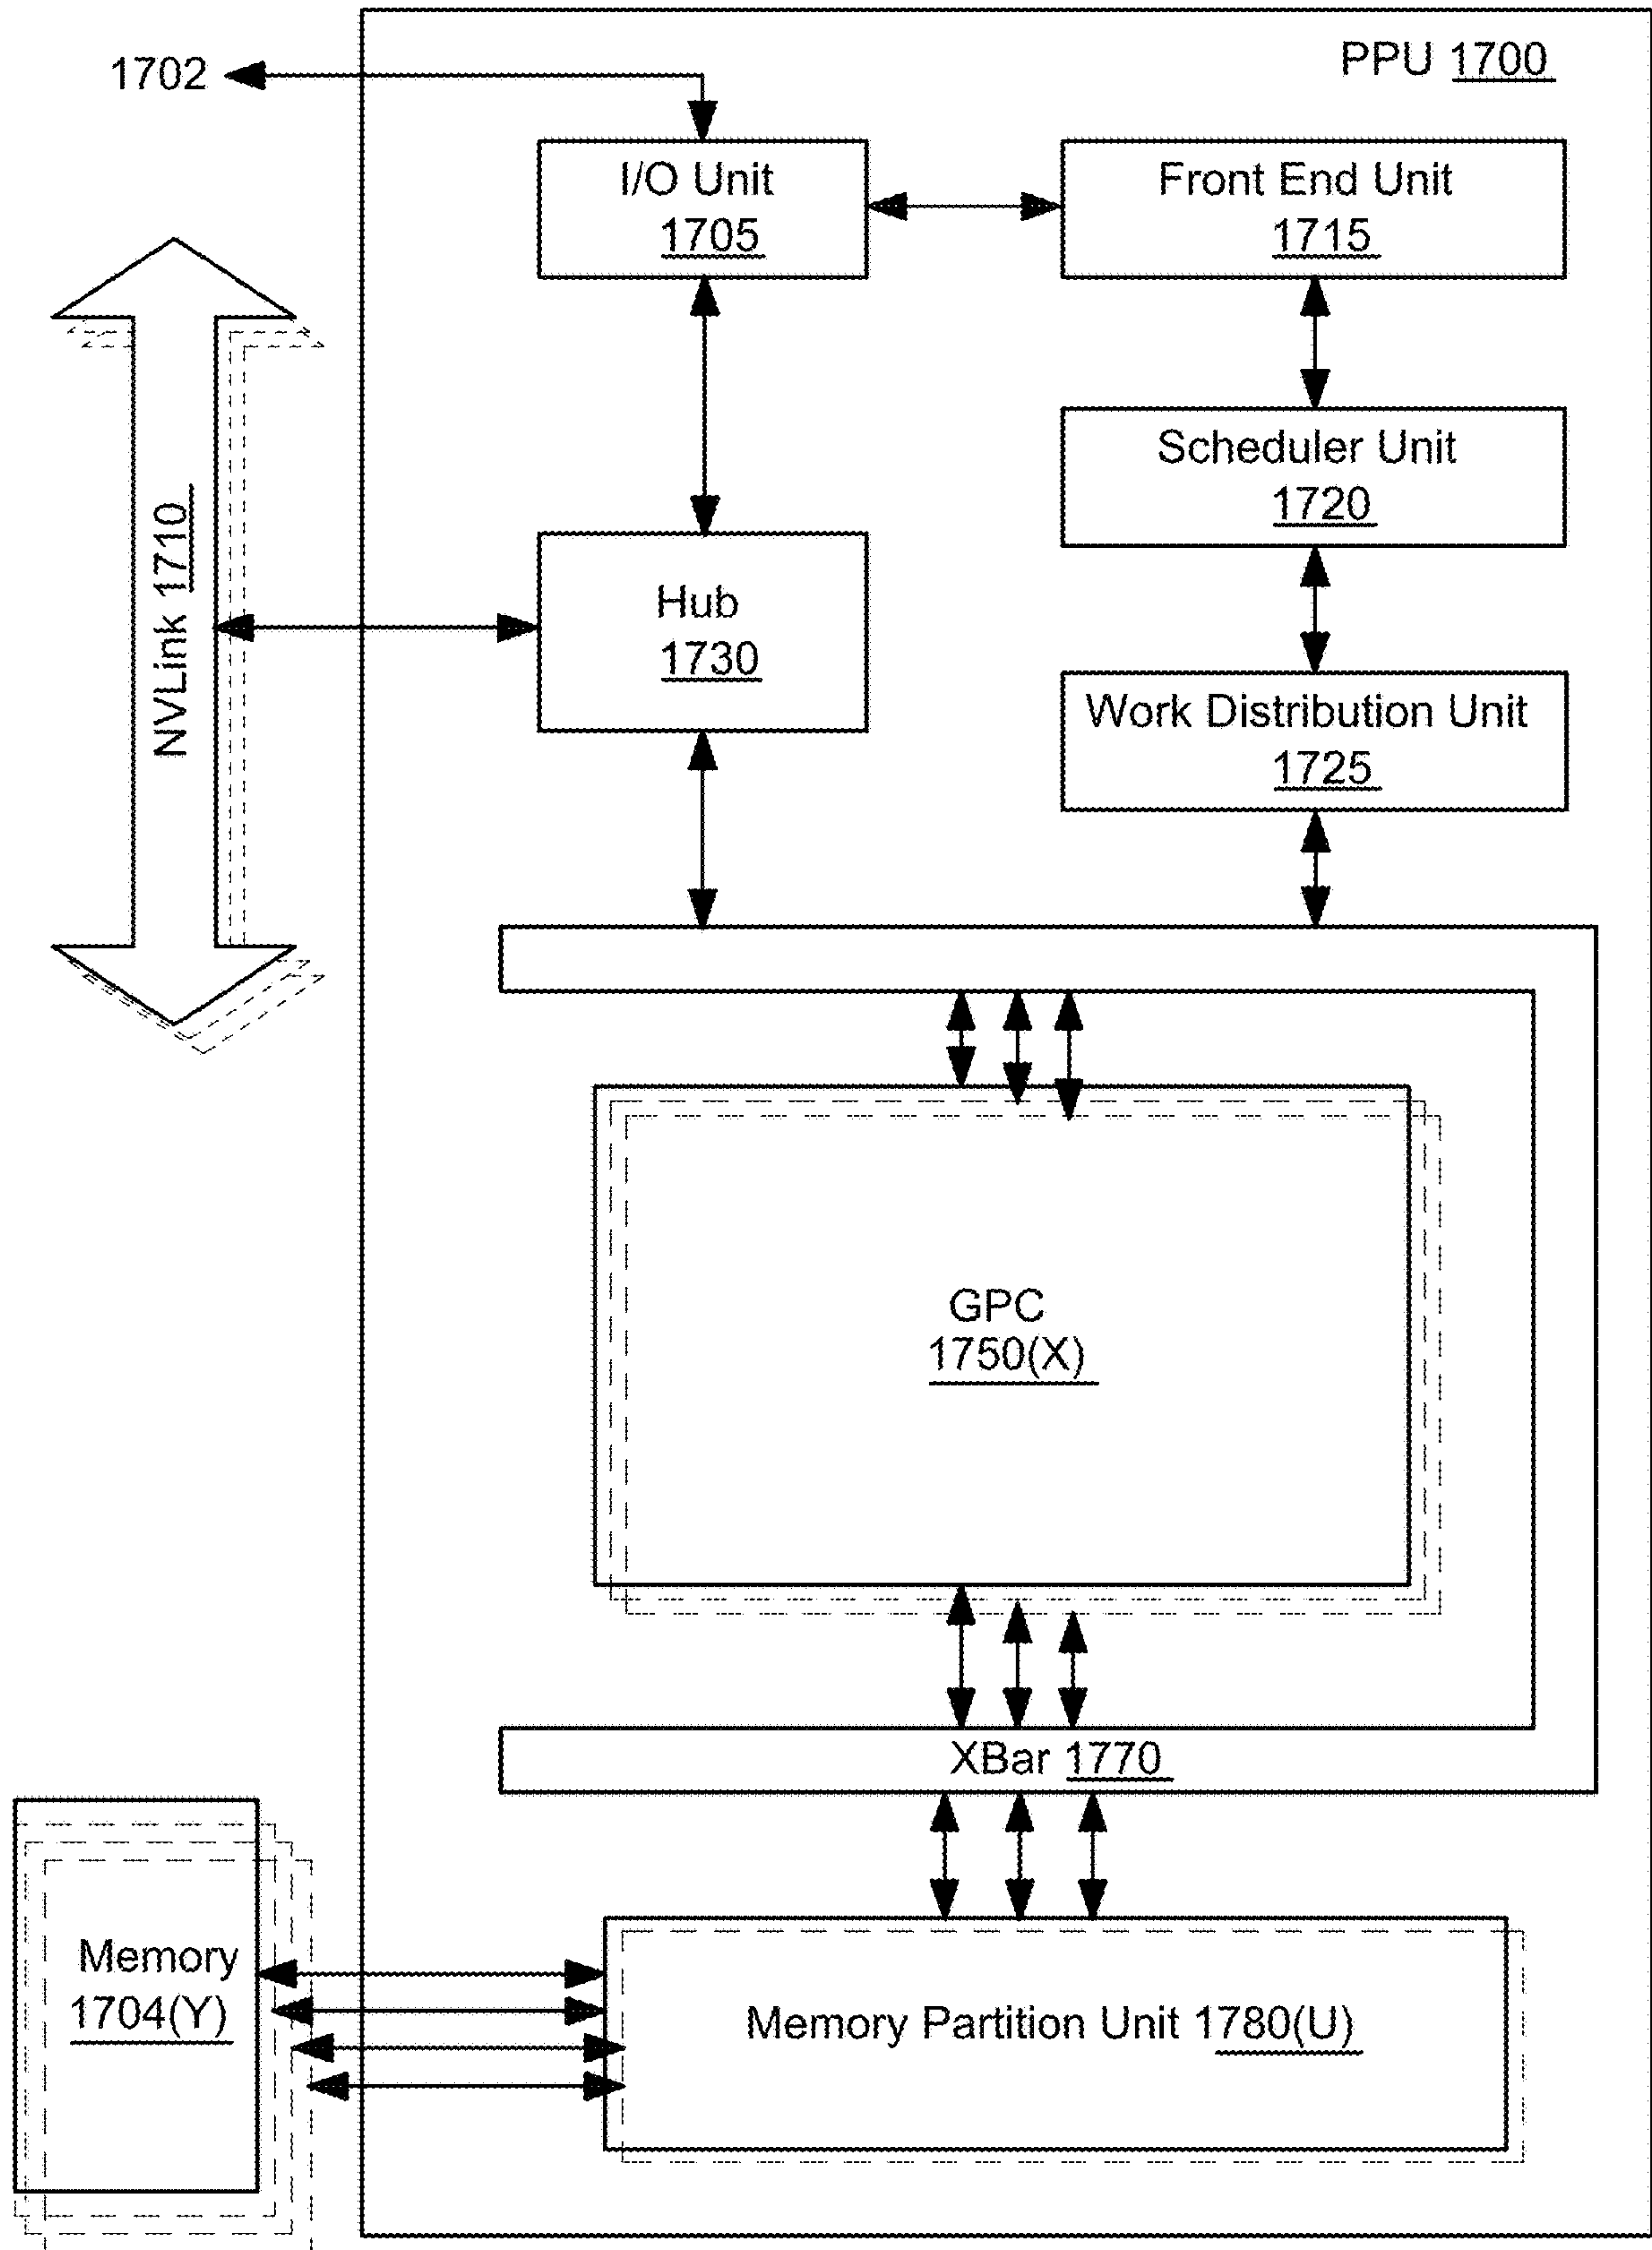 PPU 1700
1702
I/O Unit
1705
Front End Unit
1715
Scheduler Unit
1720
NVLink 1710
Hub
1730
Work Distribution Unit
1725
GPC
1750(X)
XBar 1770
Memory
1704(Y)
Memory Partition Unit 1780(U)